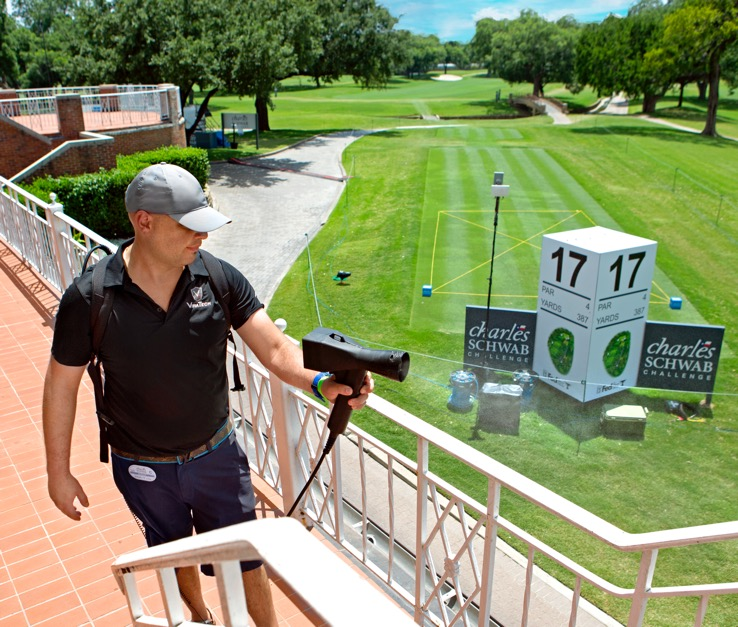 17
PAR 4
YARDS 387
17
PAR 4
YARDS 387
charles
SCHWAB
CHALLENGE
charles
SCHWAB
CHALLENGE